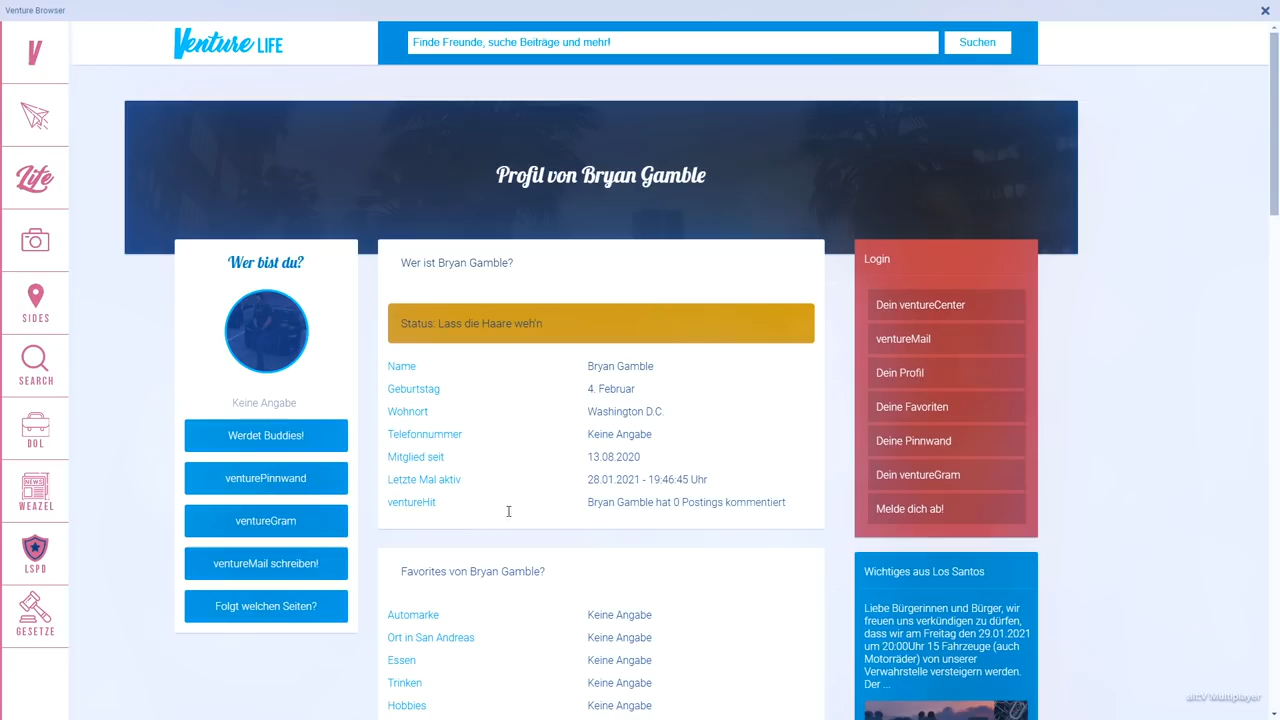 Venture Browser
Venture LIFE
Finde Freunde, suche Beiträge und mehr!
Suchen
V
Life
SIDES
SEARCH
DOL
NEWS
WEAZEL
LSPD
GESETZE
Profil von Bryan Gamble
Wer bist du?
Keine Angabe
Werdet Buddies!
venturePinnwand
ventureGram
ventureMail schreiben!
Folgt welchen Seiten?
Wer ist Bryan Gamble?
Status: Lass die Haare weh'n
Name Bryan Gamble
Geburtstag 4. Februar
Wohnort Washington D.C.
Telefonnummer Keine Angabe
Mitglied seit 13.08.2020
Letzte Mal aktiv 28.01.2021 - 19:46:45 Uhr
ventureHit Bryan Gamble hat 0 Postings kommentiert
Favorites von Bryan Gamble?
Automarke Keine Angabe
Ort in San Andreas Keine Angabe
Essen Keine Angabe
Trinken Keine Angabe
Hobbies Keine Angabe
Login
Dein ventureCenter
ventureMail
Dein Profil
Deine Favoriten
Deine Pinnwand
Dein ventureGram
Melde dich ab!
Wichtiges aus Los Santos
Liebe Bürgerinnen und Bürger, wir
freuen uns verkündigen zu dürfen,
dass wir am Freitag den 29.01.2021
um 20:00Uhr 15 Fahrzeuge (auch
Motorräder) von unserer
Verwahrstelle versteigern werden.
Der ...
alt:V Multiplayer